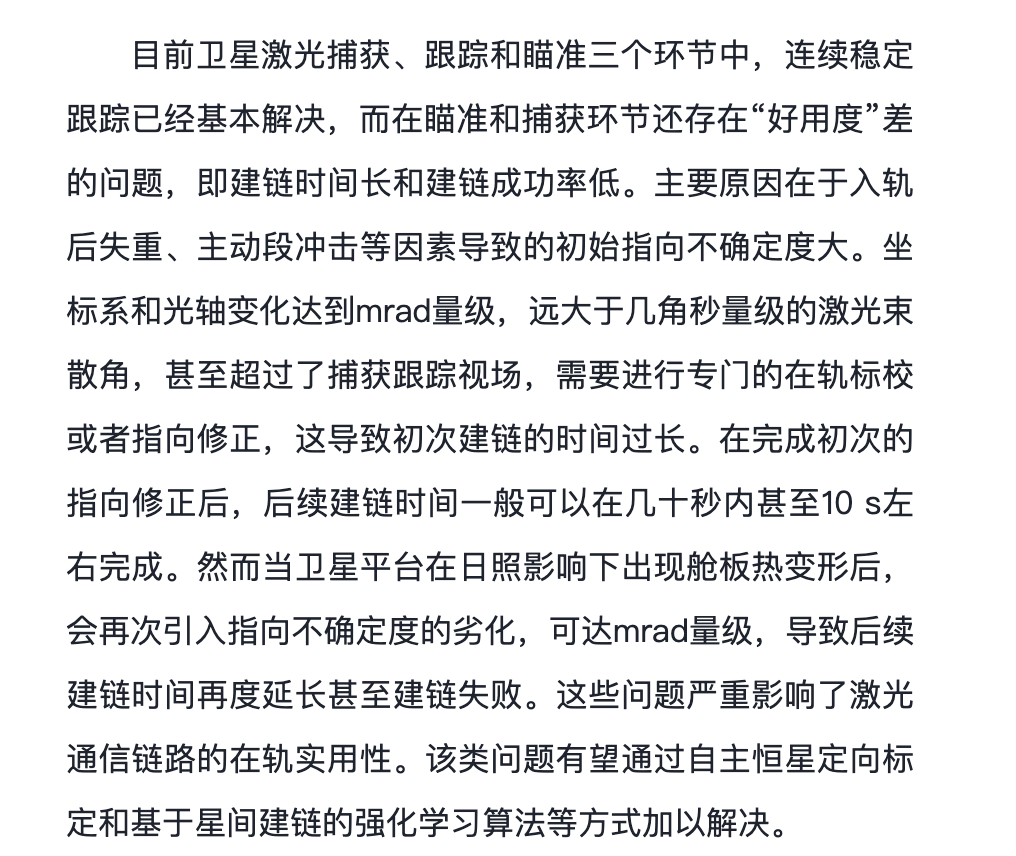 目前卫星激光捕获、跟踪和瞄准三个环节中，连续稳定
跟踪已经基本解决，而在瞄准和捕获环节还存在“好用度”差
的问题，即建链时间长和建链成功率低。主要原因在于入轨
后失重、主动段冲击等因素导致的初始指向不确定度大。坐
标系和光轴变化达到mrad量级，远大于几角秒量级的激光束
散角，甚至超过了捕获跟踪视场，需要进行专门的在轨标校
或者指向修正，这导致初次建链的时间过长。在完成初次的
指向修正后，后续建链时间一般可以在几十秒内甚至10 s左
右完成。然而当卫星平台在日照影响下出现舱板热变形后，
会再次引入指向不确定度的劣化，可达mrad量级，导致后续
建链时间再度延长甚至建链失败。这些问题严重影响了激光
通信链路的在轨实用性。该类问题有望通过自主恒星定向标
定和基于星间建链的强化学习算法等方式加以解决。